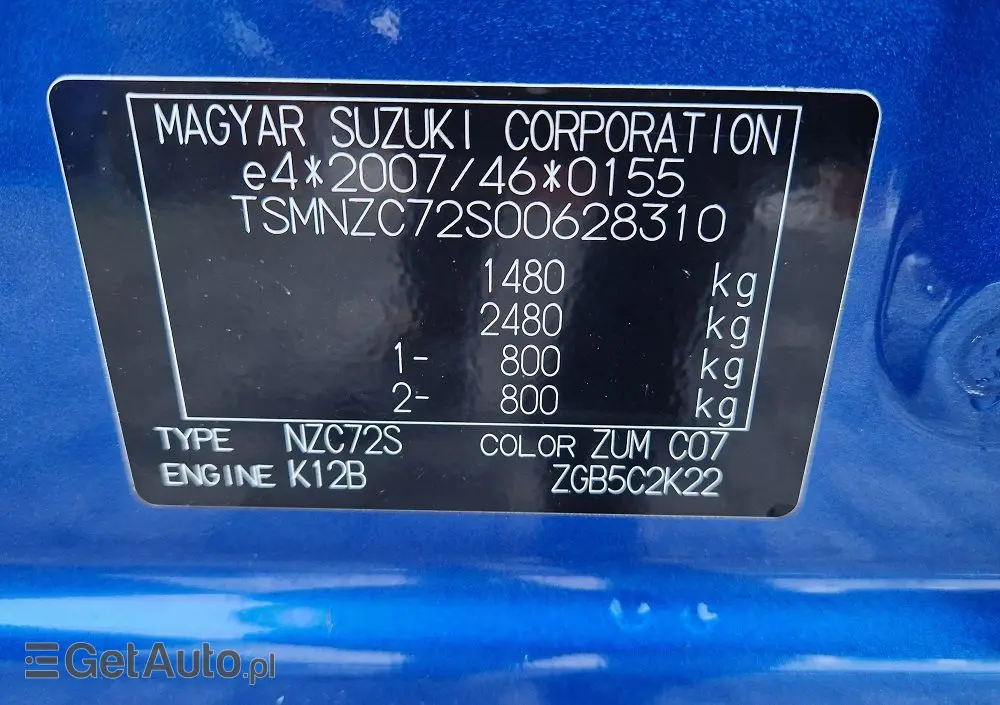 MAGYAR SUZUKI CORPORATION
e4*2007/46*0155
TSMNZC72S00628310
1480 kg
2480 kg
1- 800 kg
2- 800 kg
TYPE NZC72S COLOR ZUM C07
ENGINE K12B ZGB5C2K22
GetAuto.pl